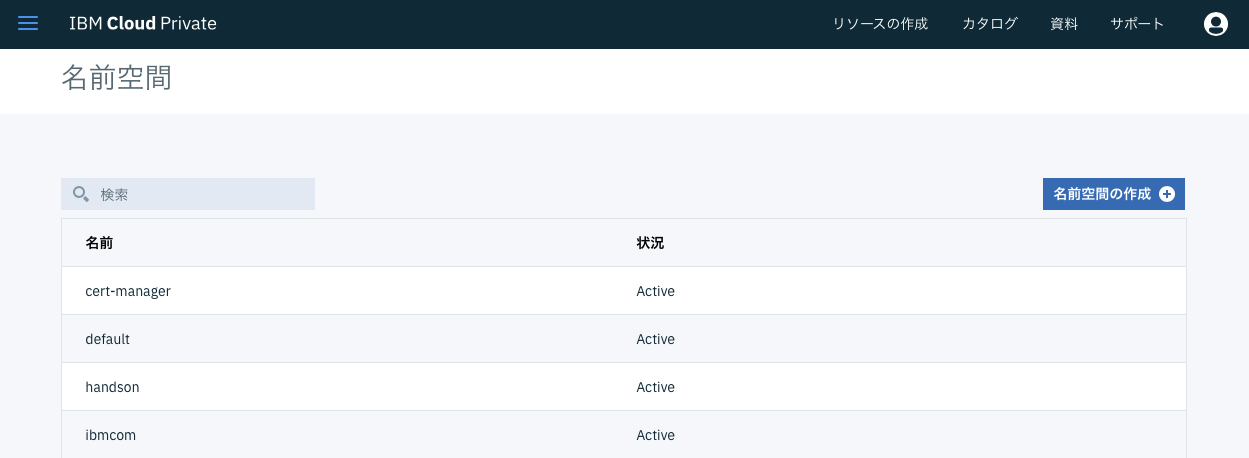 IBM Cloud Private リソースの作成 カタログ 資料 サポート
名前空間
検索 名前空間の作成
名前 状況
cert-manager Active
default Active
handson Active
ibmcom Active